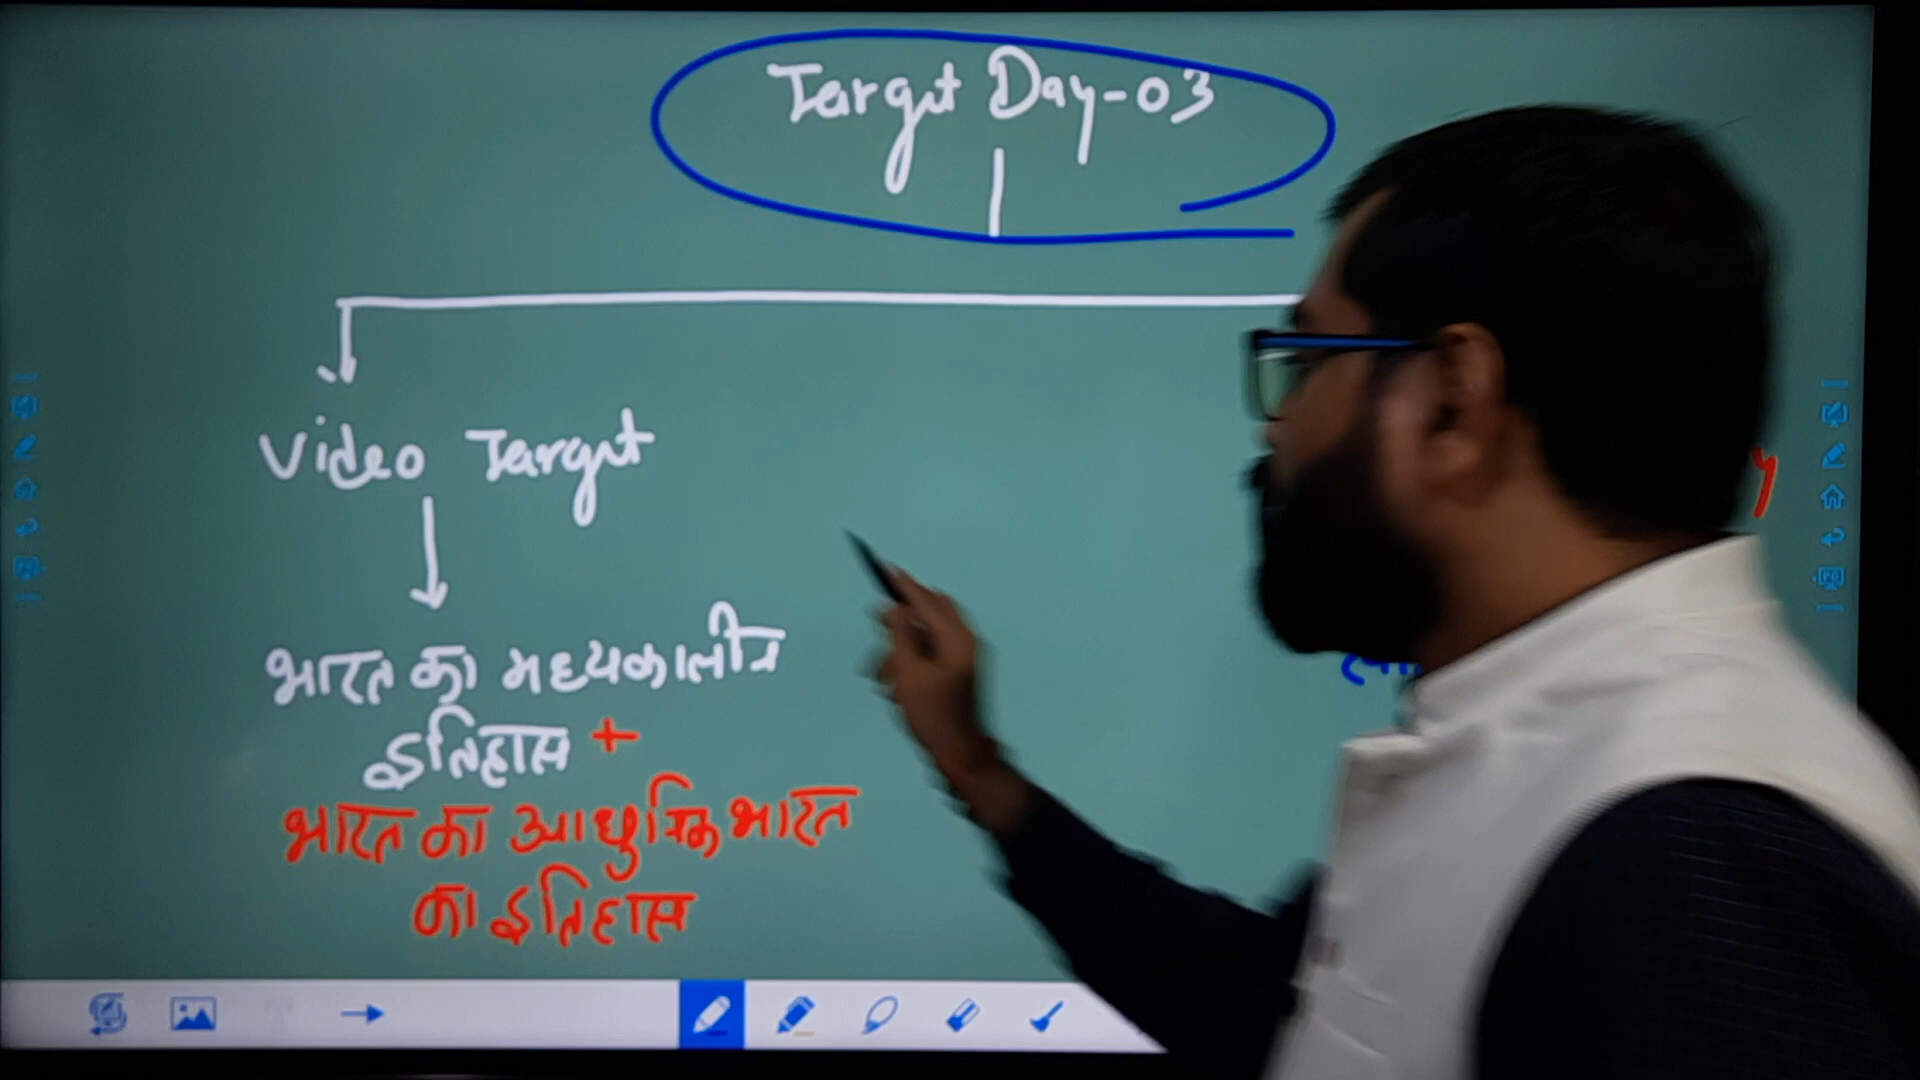 Target Day-03
Video Target
भारत का मध्यकालीन
इतिहास +
भारत का आधुनिक भारत
का इतिहास